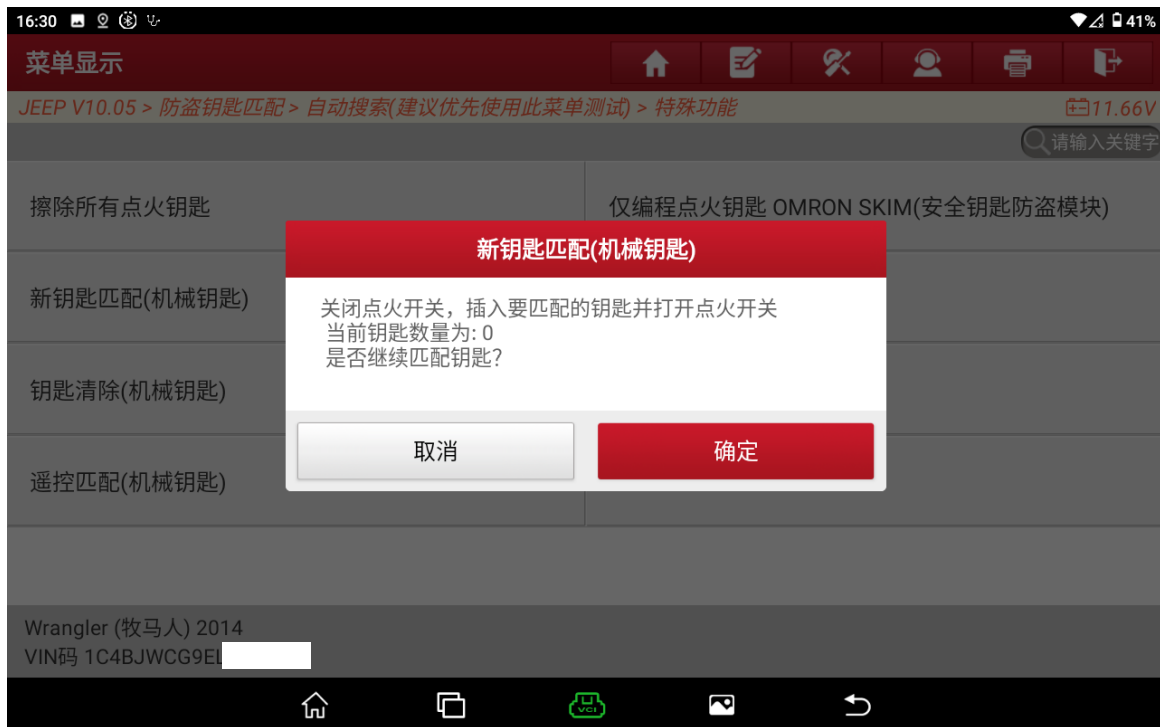 16:30
41%
菜单显示
JEEP V10.05 > 防盗钥匙匹配 > 自动搜索(建议优先使用此菜单测试) > 特殊功能
11.66V
请输入关键字
擦除所有点火钥匙
仅编程点火钥匙 OMRON SKIM(安全钥匙防盗模块)
新钥匙匹配(机械钥匙)
新钥匙匹配(机械钥匙)
关闭点火开关，插入要匹配的钥匙并打开点火开关
当前钥匙数量为: 0
是否继续匹配钥匙?
取消
确定
钥匙清除(机械钥匙)
遥控匹配(机械钥匙)
Wrangler (牧马人) 2014
VIN码 1C4BJWCG9EL
VCI